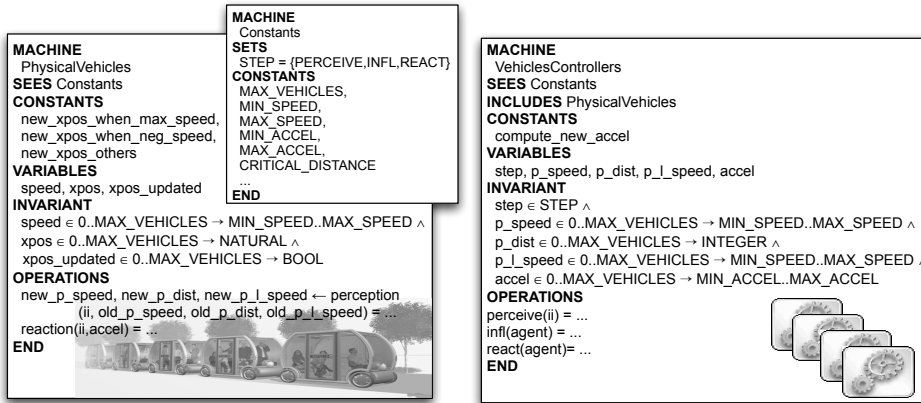 MACHINE
Constants
SETS
STEP = {PERCEIVE,INFL,REACT}
CONSTANTS
MAX_VEHICLES,
MIN_SPEED,
MAX_SPEED,
MIN_ACCEL,
MAX_ACCEL,
CRITICAL_DISTANCE
...
END
MACHINE
PhysicalVehicles
SEES Constants
CONSTANTS
new_xpos_when_max_speed,
new_xpos_when_neg_speed,
new_xpos_others
VARIABLES
speed, xpos, xpos_updated
INVARIANT
speed ∈ 0..MAX_VEHICLES → MIN_SPEED..MAX_SPEED ∧
xpos ∈ 0..MAX_VEHICLES → NATURAL ∧
xpos_updated ∈ 0..MAX_VEHICLES → BOOL
OPERATIONS
new_p_speed, new_p_dist, new_p_l_speed ← perception
(ii, old_p_speed, old_p_dist, old_p_l_speed) = ...
reaction(ii,accel) = ...
END
MACHINE
VehiclesControllers
SEES Constants
INCLUDES PhysicalVehicles
CONSTANTS
compute_new_accel
VARIABLES
step, p_speed, p_dist, p_l_speed, accel
INVARIANT
step ∈ STEP ∧
p_speed ∈ 0..MAX_VEHICLES → MIN_SPEED..MAX_SPEED ∧
p_dist ∈ 0..MAX_VEHICLES → INTEGER ∧
p_l_speed ∈ 0..MAX_VEHICLES → MIN_SPEED..MAX_SPEED ∧
accel ∈ 0..MAX_VEHICLES → MIN_ACCEL..MAX_ACCEL
OPERATIONS
perceive(ii) = ...
infl(agent) = ...
react(agent)= ...
END